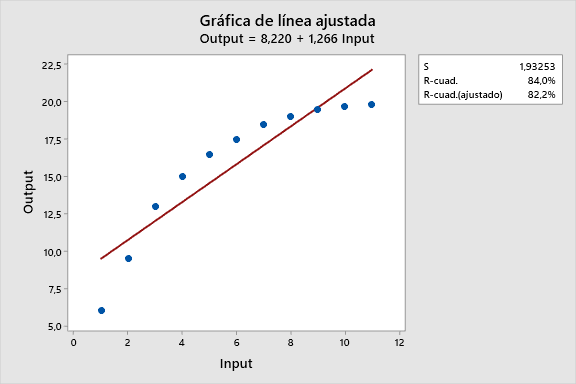 Gráfica de línea ajustada
Output = 8,220 + 1,266 Input
S 1,93253
R-cuad. 84,0%
R-cuad.(ajustado) 82,2%
Output
22,5
20,0
17,5
15,0
12,5
10,0
7,5
5,0
0 2 4 6 8 10 12
Input